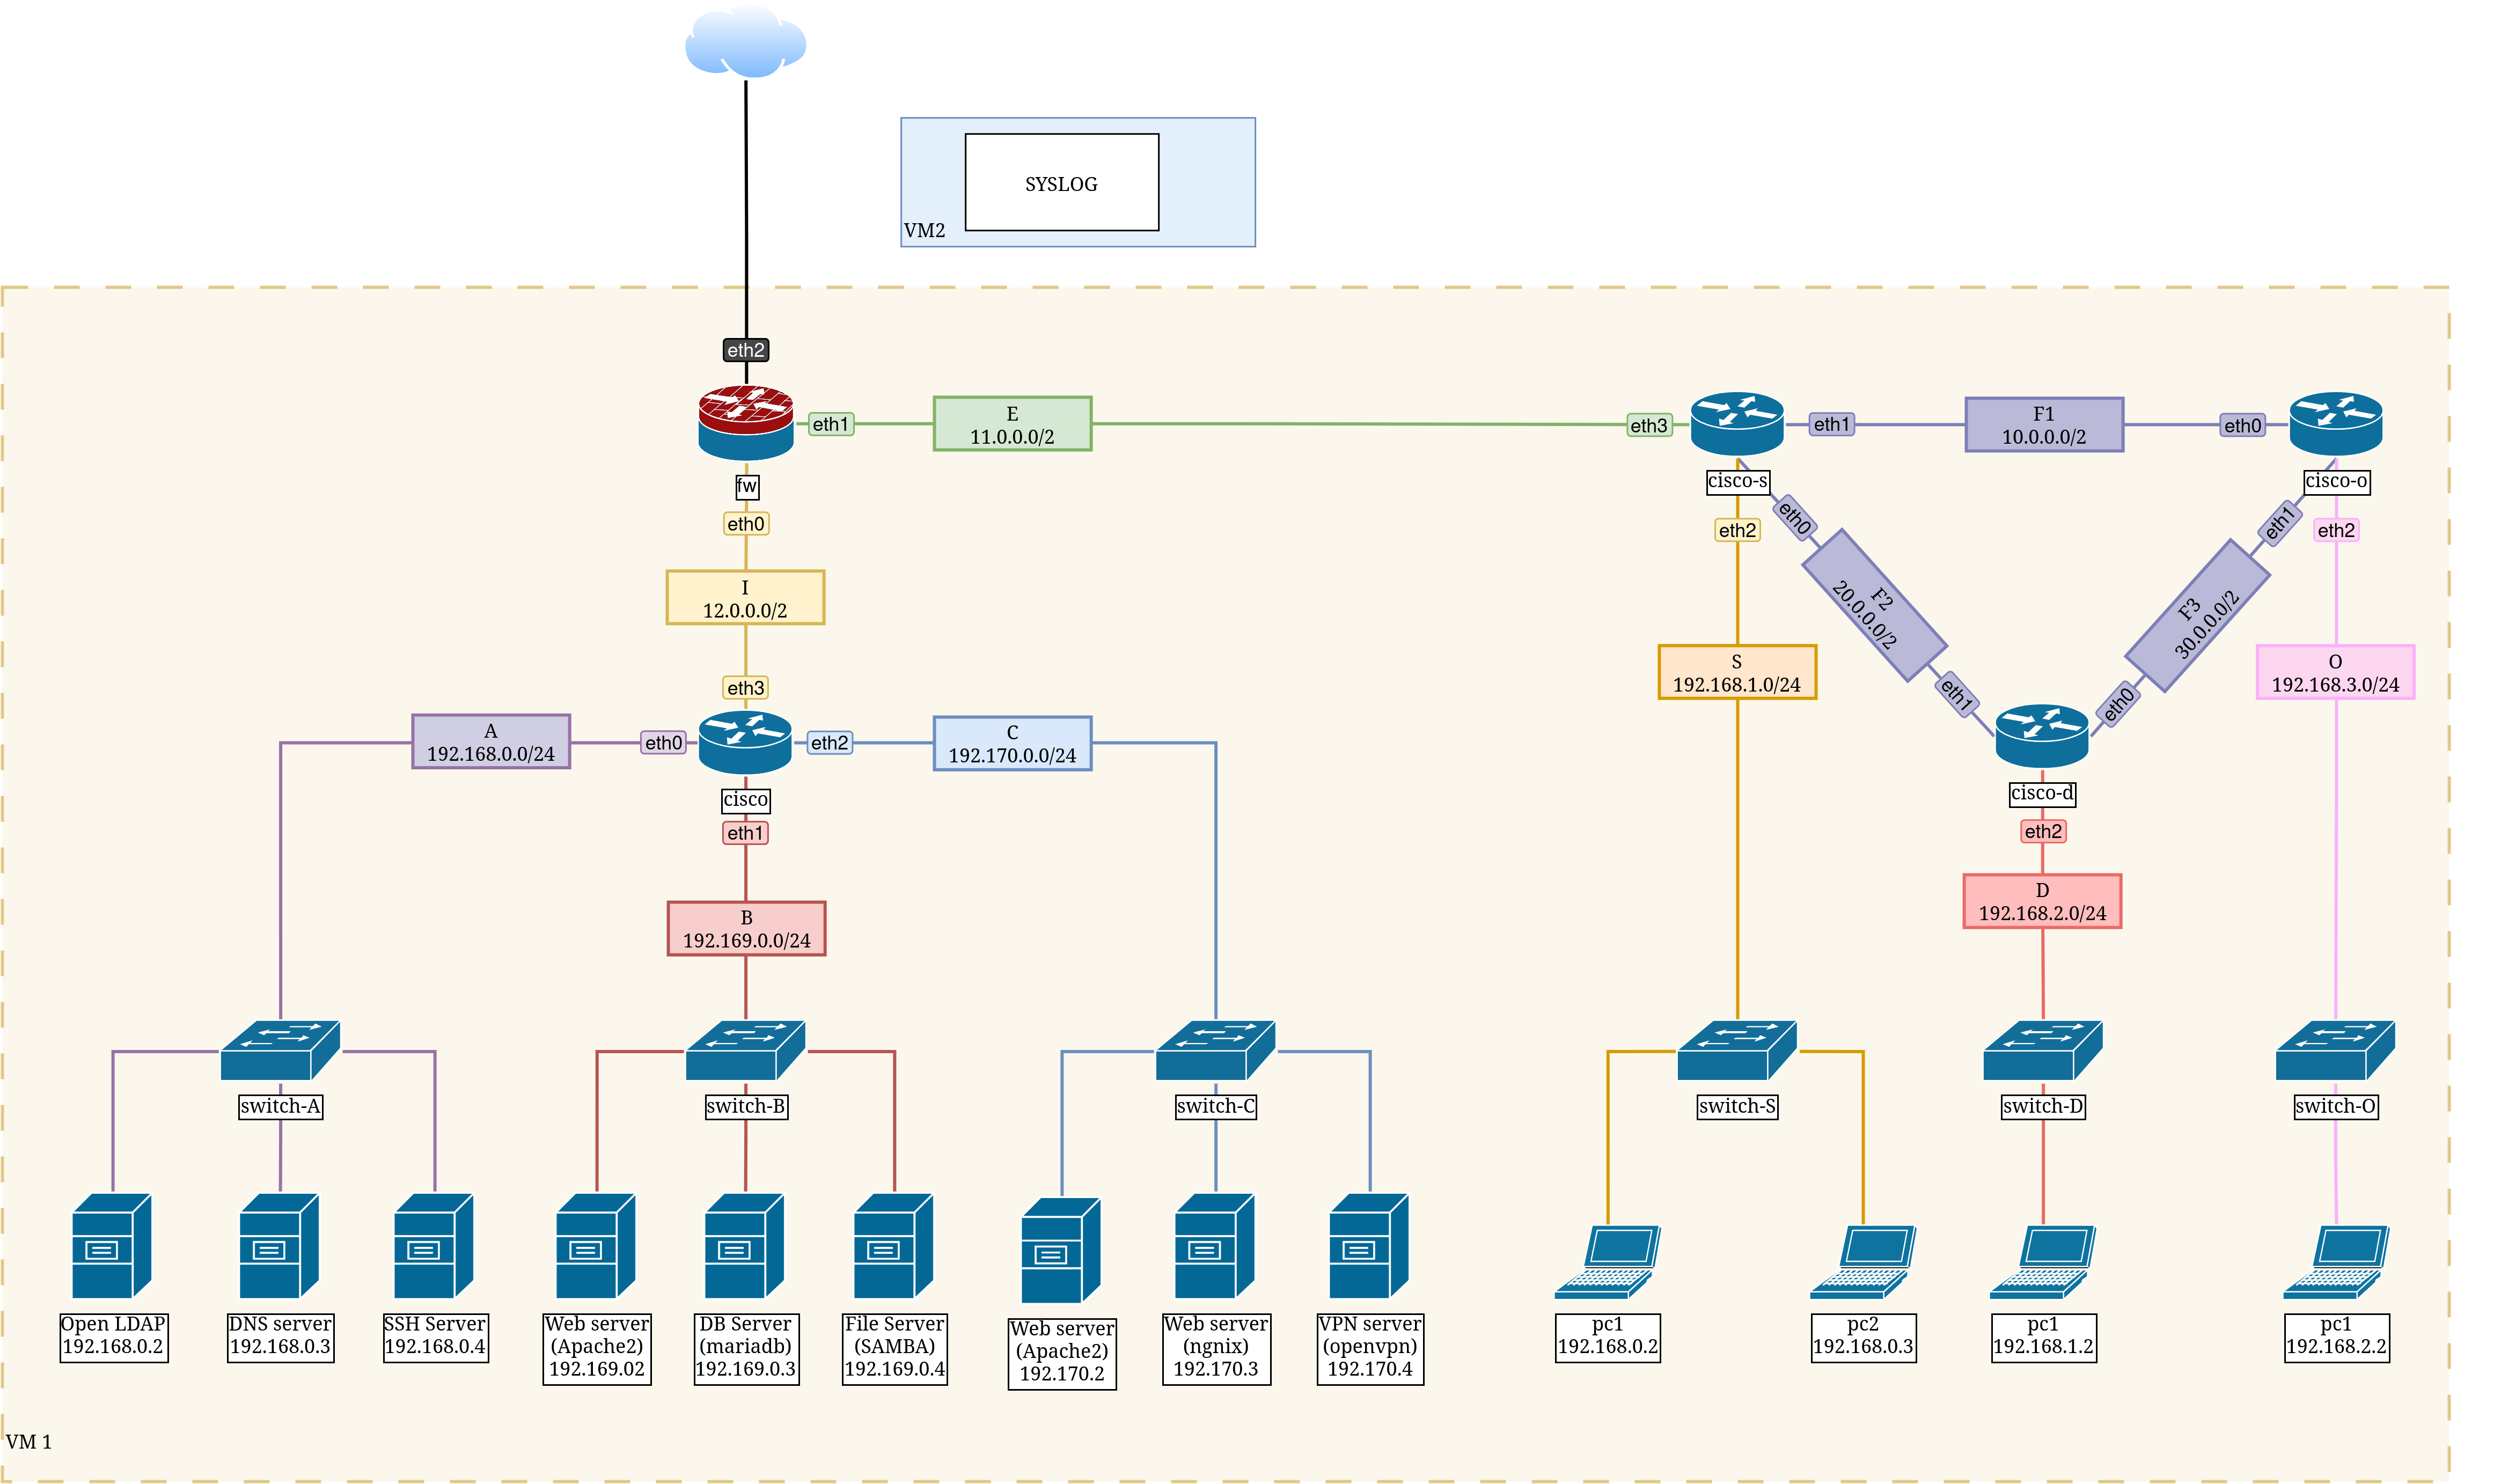 SYSLOG
VM2
eth2
eth1
E
11.0.0.0/2
eth3
eth1
F1
10.0.0.0/2
eth0
fw
cisco-s
cisco-o
eth0
eth2
eth0
eth1
eth2
I
12.0.0.0/2
F2
20.0.0.0/2
F3
30.0.0.0/2
S
192.168.1.0/24
O
192.168.3.0/24
eth3
eth1
eth0
A
192.168.0.0/24
eth0
eth2
C
192.170.0.0/24
cisco
cisco-d
eth1
eth2
B
192.169.0.0/24
D
192.168.2.0/24
switch-A
switch-B
switch-C
switch-S
switch-D
switch-O
Open LDAP
192.168.0.2
DNS server
192.168.0.3
SSH Server
192.168.0.4
Web server
(Apache2)
192.169.02
DB Server
(mariadb)
192.169.0.3
File Server
(SAMBA)
192.169.0.4
Web server
(Apache2)
192.170.2
Web server
(ngnix)
192.170.3
VPN server
(openvpn)
192.170.4
pc1
192.168.0.2
pc2
192.168.0.3
pc1
192.168.1.2
pc1
192.168.2.2
VM 1